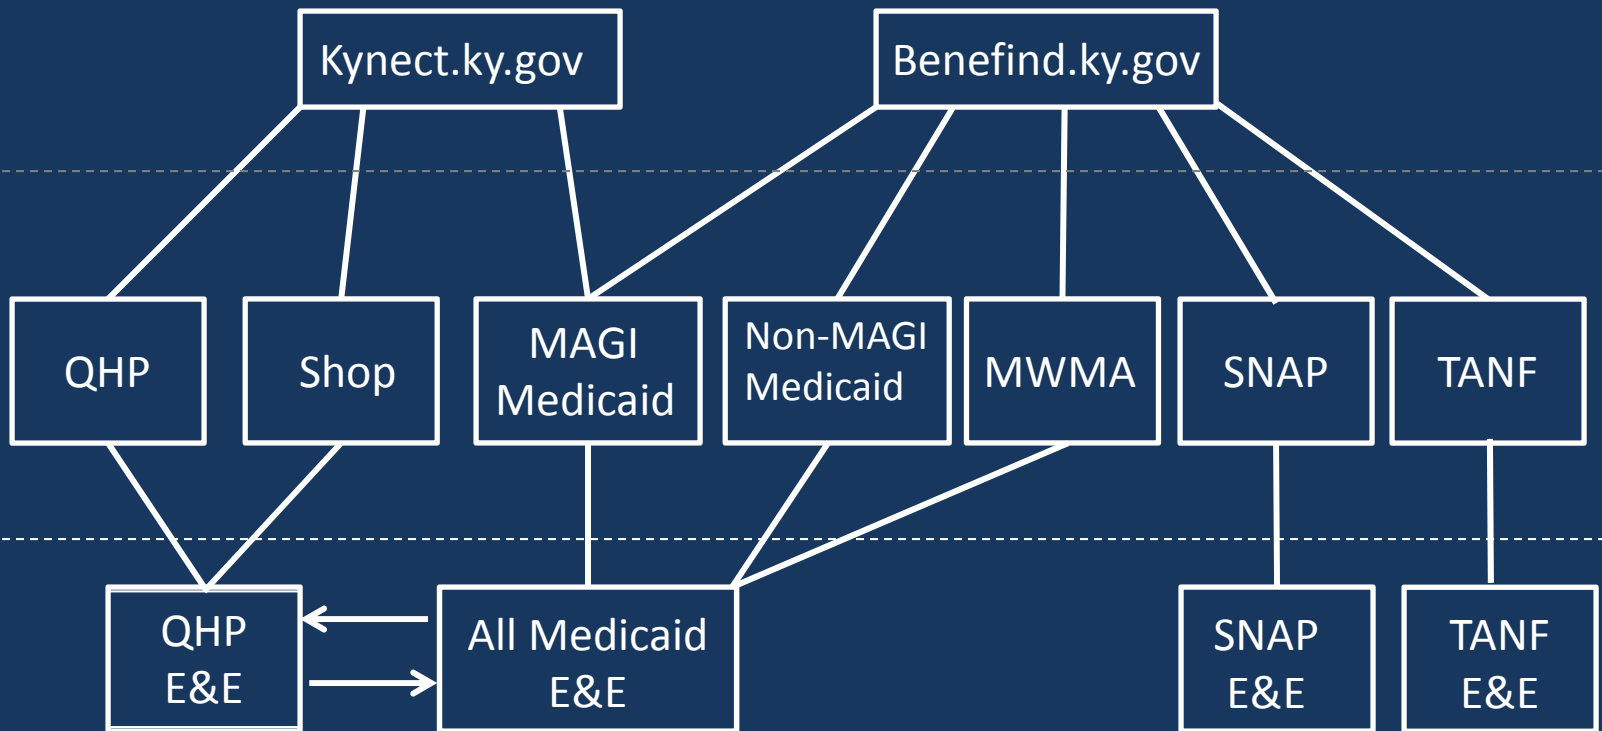 Kynect.ky.gov
Benefind.ky.gov
QHP
Shop
MAGI
Medicaid
Non-MAGI
Medicaid
MWMA
SNAP
TANF
QHP
E&E
All Medicaid
E&E
SNAP
E&E
TANF
E&E